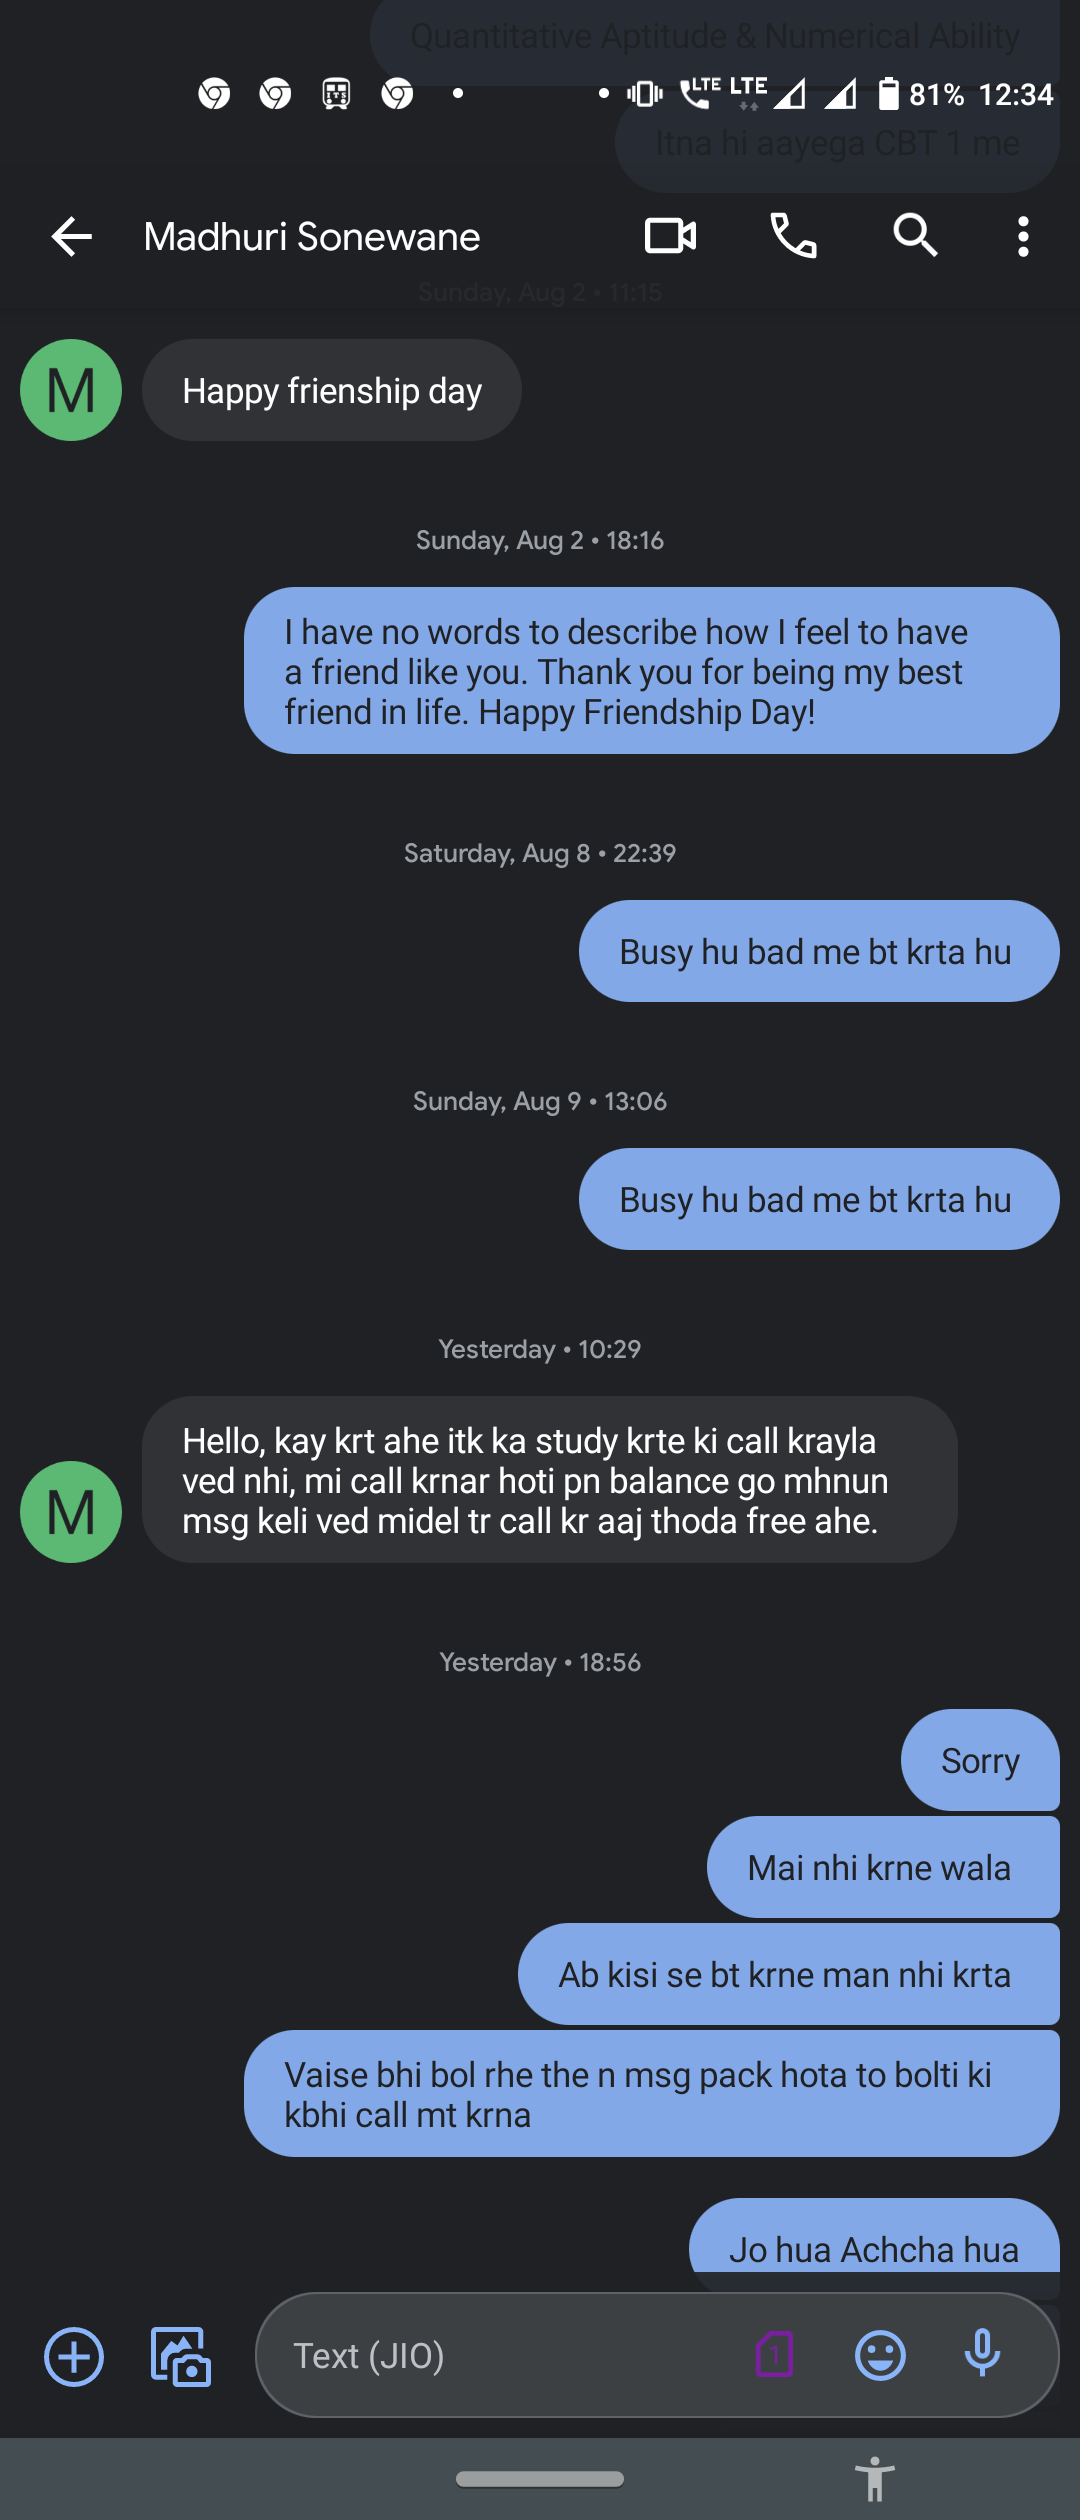 Quantitative Aptitude & Numerical Ability
LTE LTE 81% 12:34
Itna hi aayega CBT 1 me
Madhuri Sonewane
Sunday, Aug 2 • 11:15
M
Happy frienship day
Sunday, Aug 2 • 18:16
I have no words to describe how I feel to have
a friend like you. Thank you for being my best
friend in life. Happy Friendship Day!
Saturday, Aug 8 • 22:39
Busy hu bad me bt krta hu
Sunday, Aug 9 • 13:06
Busy hu bad me bt krta hu
Yesterday • 10:29
Hello, kay krt ahe itk ka study krte ki call krayla
ved nhi, mi call krnar hoti pn balance go mhnun
msg keli ved midel tr call kr aaj thoda free ahe.
M
Yesterday • 18:56
Sorry
Mai nhi krne wala
Ab kisi se bt krne man nhi krta
Vaise bhi bol rhe the n msg pack hota to bolti ki
kbhi call mt krna
Jo hua Achcha hua
Text (JIO)
1